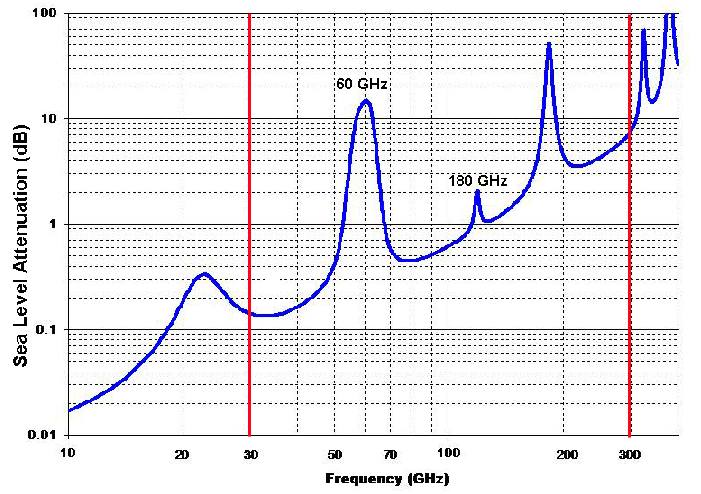 100
60 GHz
10
180 GHz
1
0.1
0.01
Sea Level Attenuation (dB)
10 20 30 50 70 100 200 300
Frequency (GHz)